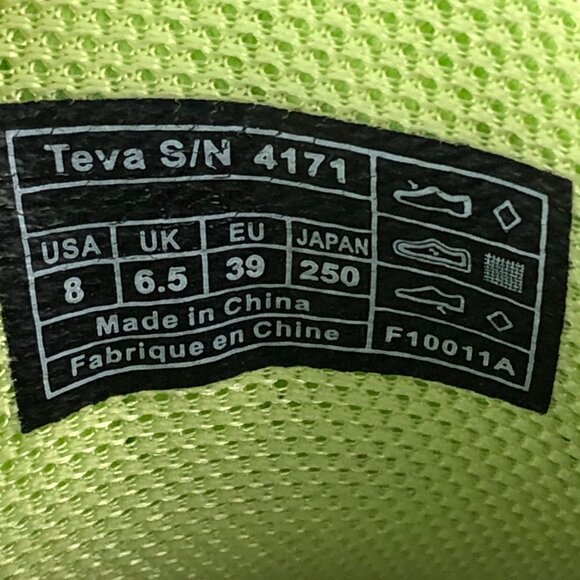 Teva S/N 4171
USA UK EU JAPAN
8 6.5 39 250
Made in China
Fabrique en Chine
F10011A